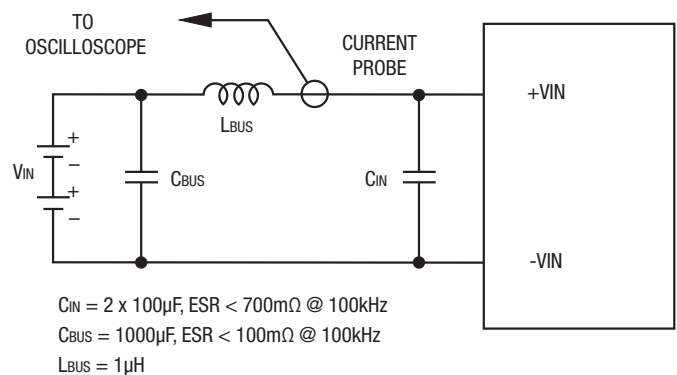 TO
OSCILLOSCOPE
CURRENT
PROBE
+VIN
LBUS
+
−
VIN
+
−
CBUS
CIN
-VIN
CIN = 2 x 100µF, ESR < 700mΩ @ 100kHz
CBUS = 1000µF, ESR < 100mΩ @ 100kHz
LBUS = 1µH